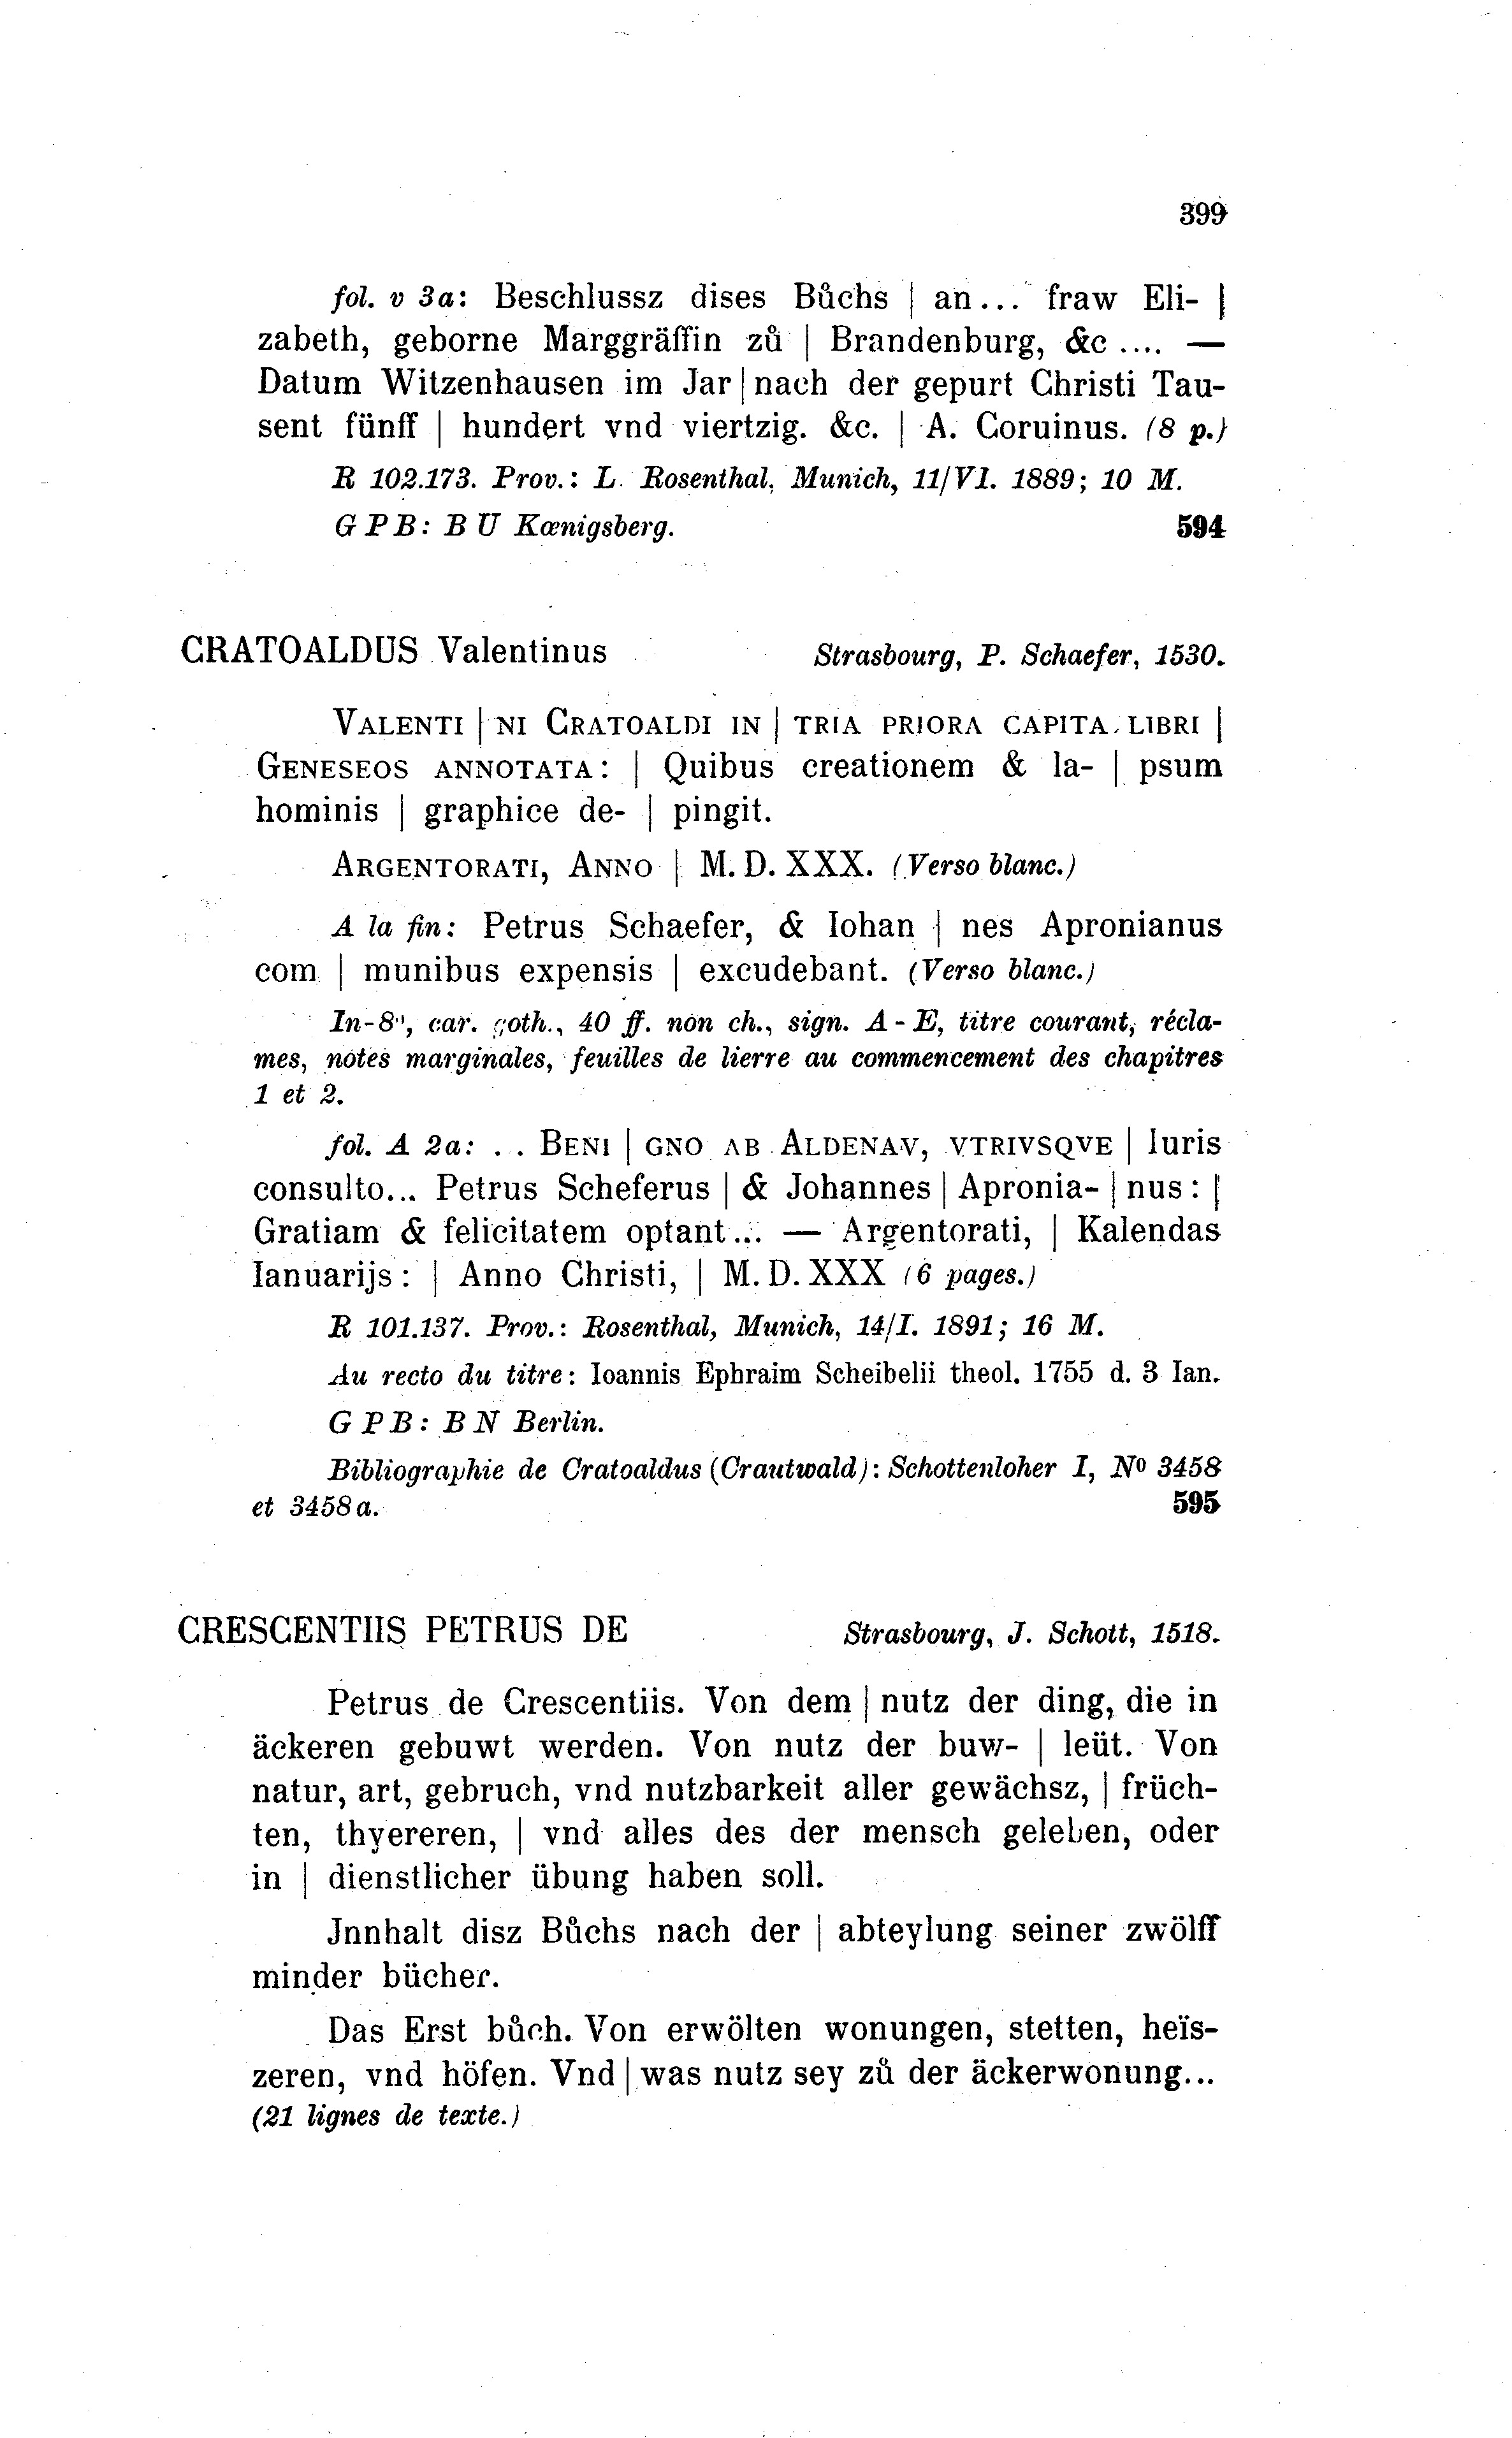 399
fol. v 3a: Beschlussz dises Bůchs | an... fraw Eli- |
zabeth, geborne Marggräffin zů | Brandenburg, &c .... —
Datum Witzenhausen im Jar | nach der gepurt Christi Tau-
sent fünff | hundert vnd viertzig. &c. | A. Coruinus. (8 p.)
R 102.173. Prov.: L. Rosenthal, Munich, 11/VI. 1889; 10 M.
G P B: B U Kœnigsberg. 594
CRATOALDUS Valentinus Strasbourg, P. Schaefer, 1530.
VALENTI | NI CRATOALDI IN | TRIA PRIORA CAPITA LIBRI |
GENESEOS ANNOTATA: | Quibus creationem & la- | psum
hominis | graphice de- | pingit.
ARGENTORATI, ANNO | M. D. XXX. (Verso blanc.)
A la fin: Petrus Schaefer, & Iohan | nes Apronianus
com | munibus expensis | excudebant. (Verso blanc.)
In-8°, car. goth., 40 ff. non ch., sign. A - E, titre courant, récla-
mes, notes marginales, feuilles de lierre au commencement des chapitres
1 et 2.
fol. A 2a: ... BENI | GNO AB ALDENAV, VTRIVSQVE | Iuris
consulto... Petrus Scheferus | & Johannes | Apronia- | nus: |
Gratiam & felicitatem optant... — Argentorati, | Kalendas
Ianuarijs: | Anno Christi, | M. D. XXX (6 pages.)
R 101.137. Prov.: Rosenthal, Munich, 14/I. 1891; 16 M.
Au recto du titre: Ioannis Ephraim Scheibelii theol. 1755 d. 3 Ian.
G P B: B N Berlin.
Bibliographie de Cratoaldus (Crautwald): Schottenloher I, No 3458
et 3458 a. 595
CRESCENTIIS PETRUS DE Strasbourg, J. Schott, 1518.
Petrus de Crescentiis. Von dem | nutz der ding, die in
äckeren gebuwt werden. Von nutz der buw- | leüt. Von
natur, art, gebruch, vnd nutzbarkeit aller gewächsz, | früch-
ten, thyereren, | vnd alles des der mensch geleben, oder
in | dienstlicher übung haben soll.
Jnnhalt disz Bůchs nach der | abteylung seiner zwölff
minder bücher.
Das Erst bůch. Von erwölten wonungen, stetten, heïs-
zeren, vnd höfen. Vnd | was nutz sey zů der äckerwonung...
(21 lignes de texte.)